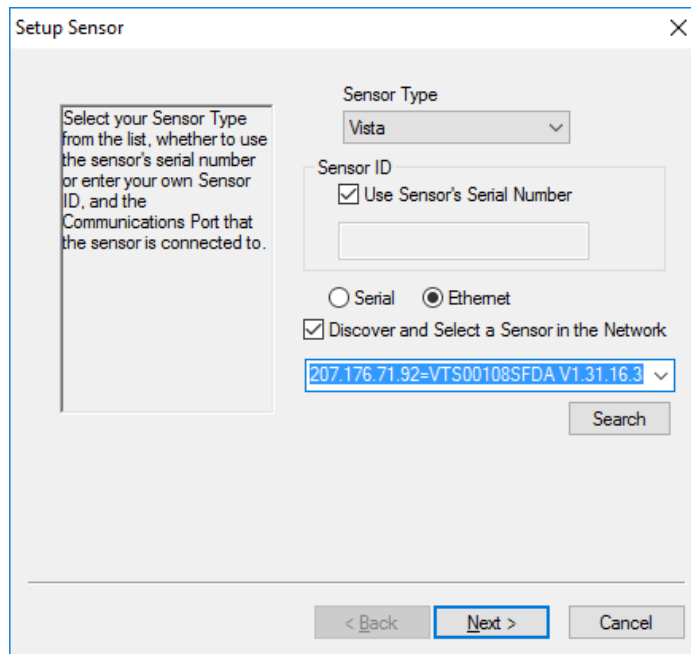 Setup Sensor
Select your Sensor Type
from the list, whether to use
the sensor's serial number
or enter your own Sensor
ID, and the
Communications Port that
the sensor is connected to.
Sensor Type
Vista
Sensor ID
Use Sensor's Serial Number
Serial
Ethernet
Discover and Select a Sensor in the Network
207.176.71.92=VTS00108SFDA V1.31.16.3
Search
< Back
Next >
Cancel